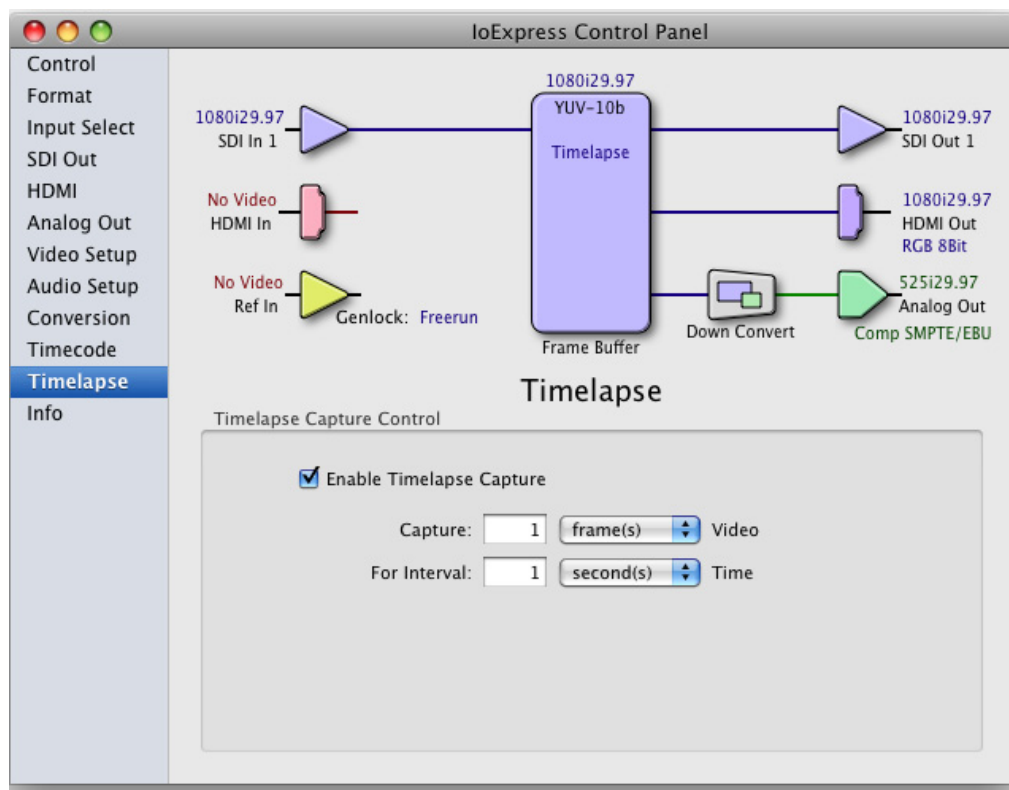 IoExpress Control Panel
Control
Format
Input Select
SDI Out
HDMI
Analog Out
Video Setup
Audio Setup
Conversion
Timecode
Timelapse
Info
1080i29.97
SDI In 1
No Video
HDMI In
No Video
Ref In
Genlock: Freerun
1080i29.97
YUV-10b
Timelapse
Frame Buffer
Down Convert
1080i29.97
SDI Out 1
1080i29.97
HDMI Out
RGB 8Bit
525i29.97
Analog Out
Comp SMPTE/EBU
Timelapse
Timelapse Capture Control
Enable Timelapse Capture
Capture: 1 frame(s) Video
For Interval: 1 second(s) Time